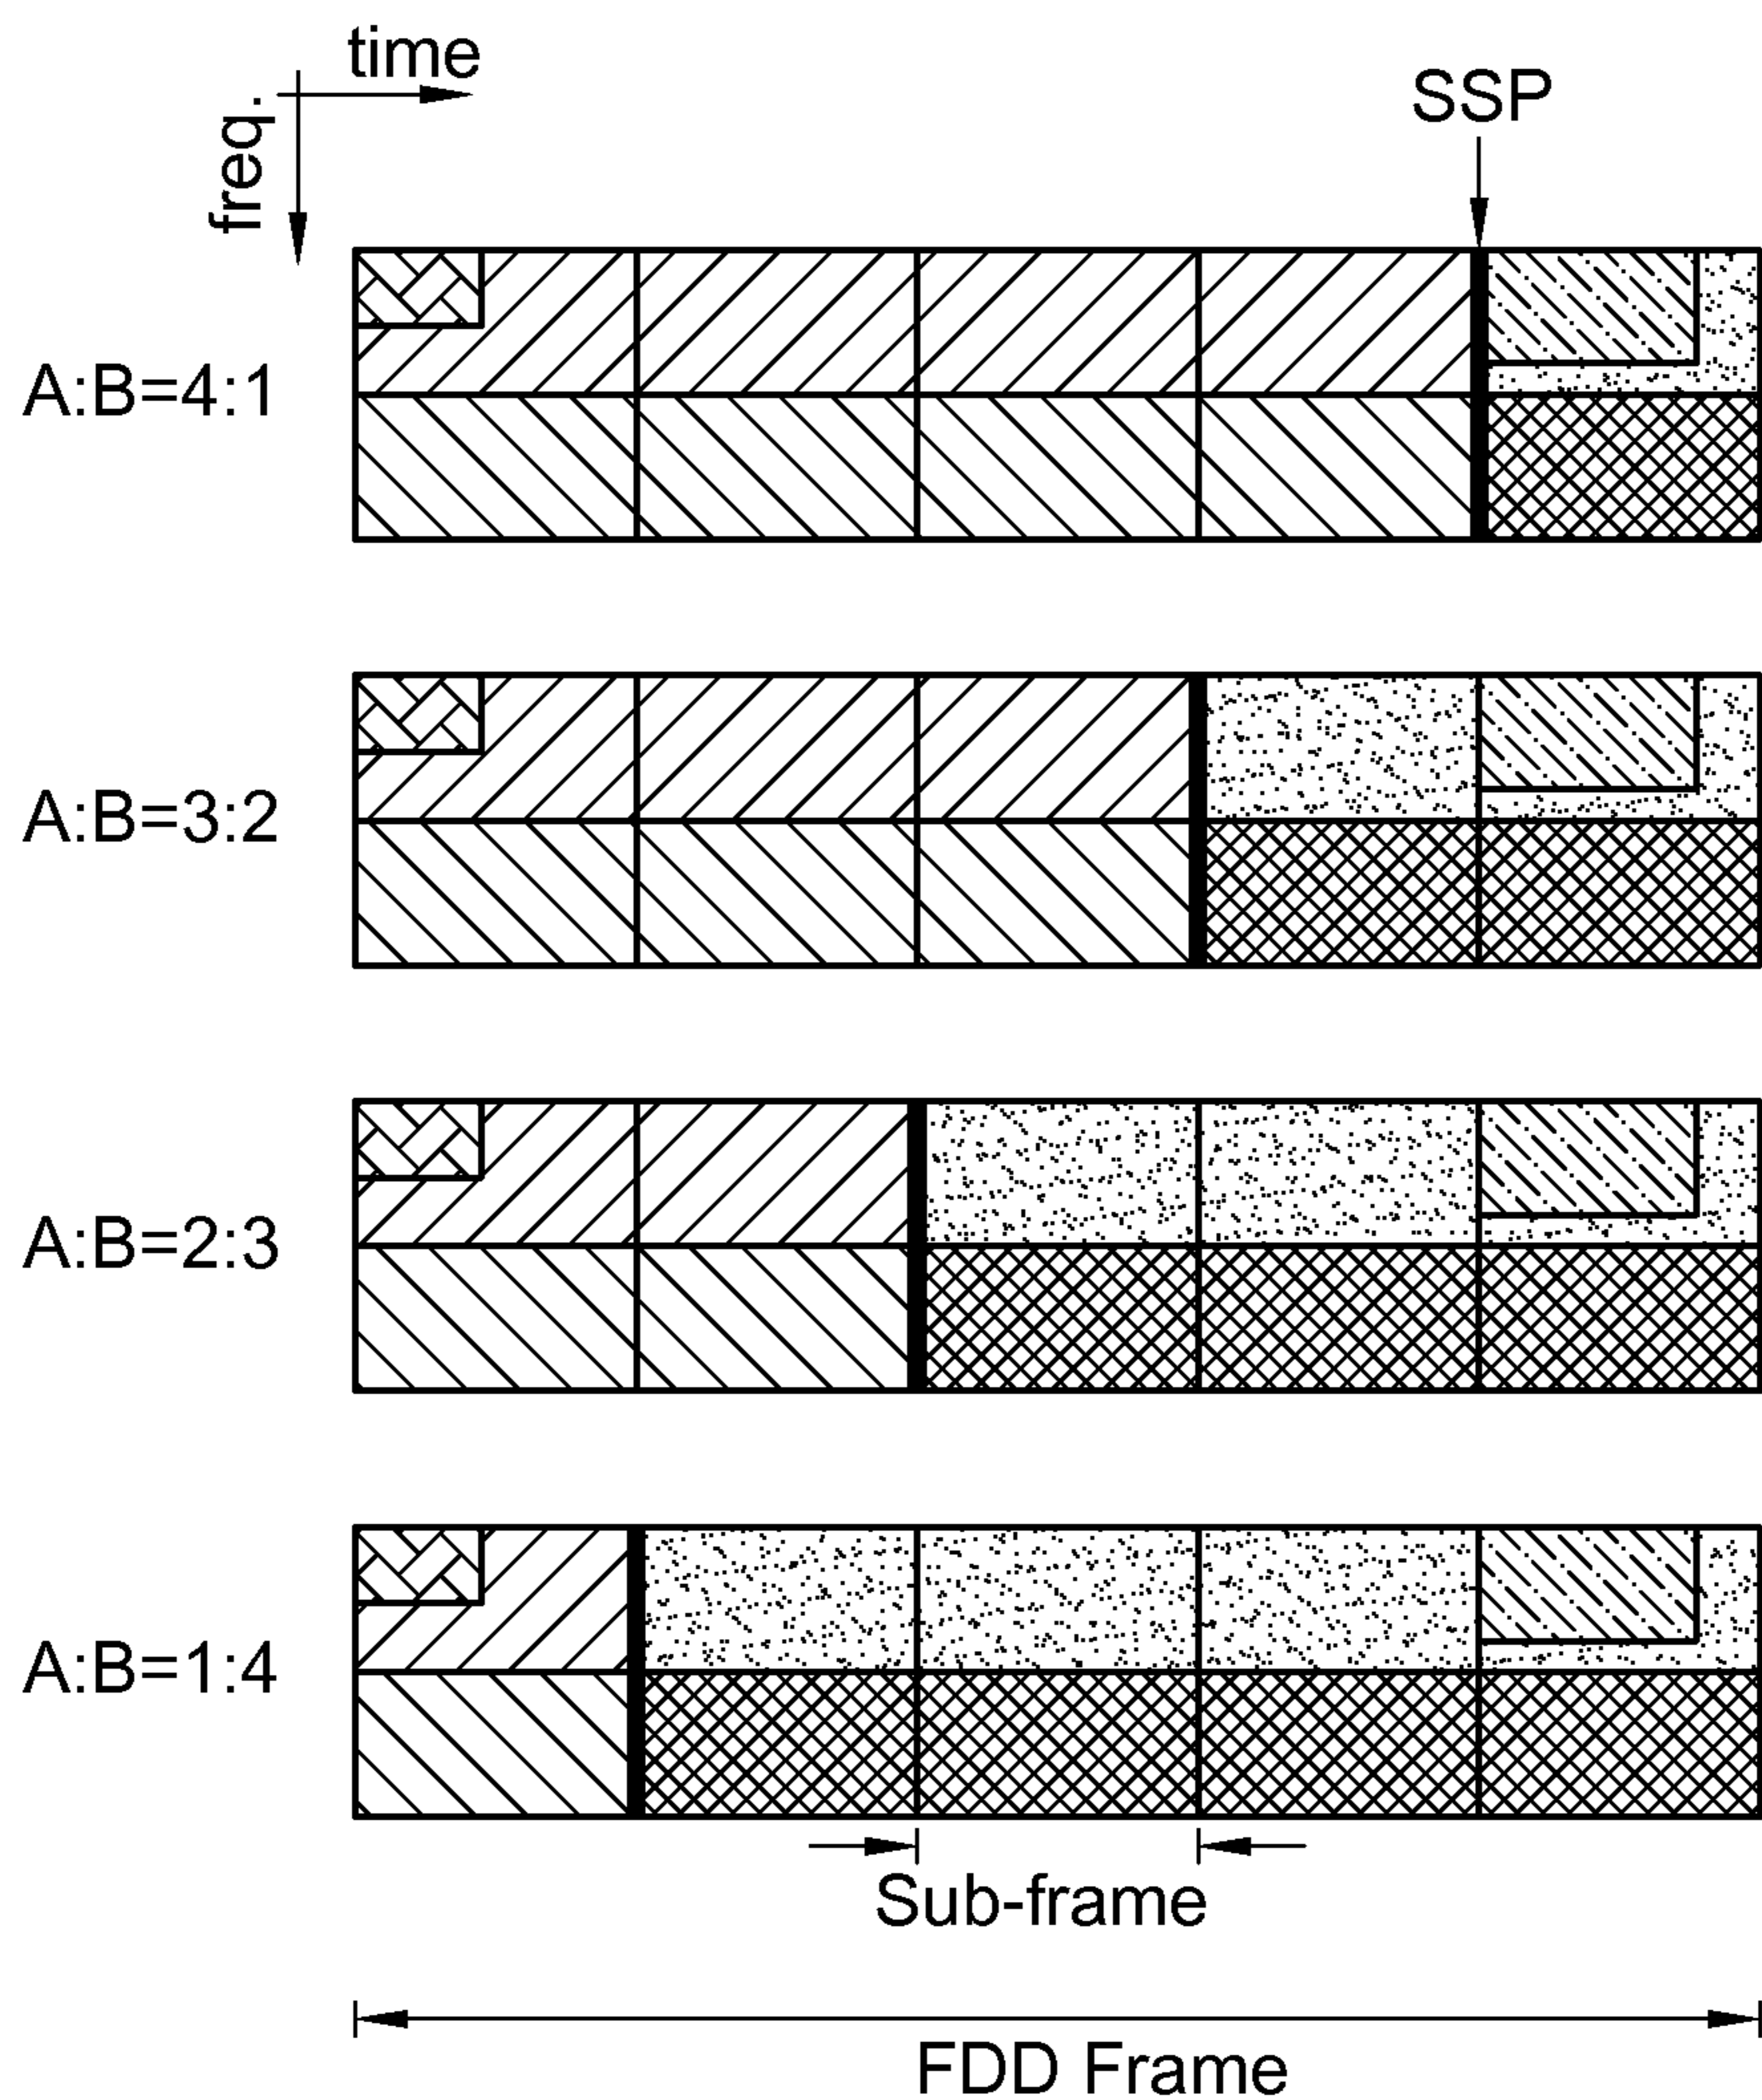 time
freq.
SSP
A:B=4:1
A:B=3:2
A:B=2:3
A:B=1:4
Sub-frame
FDD Frame